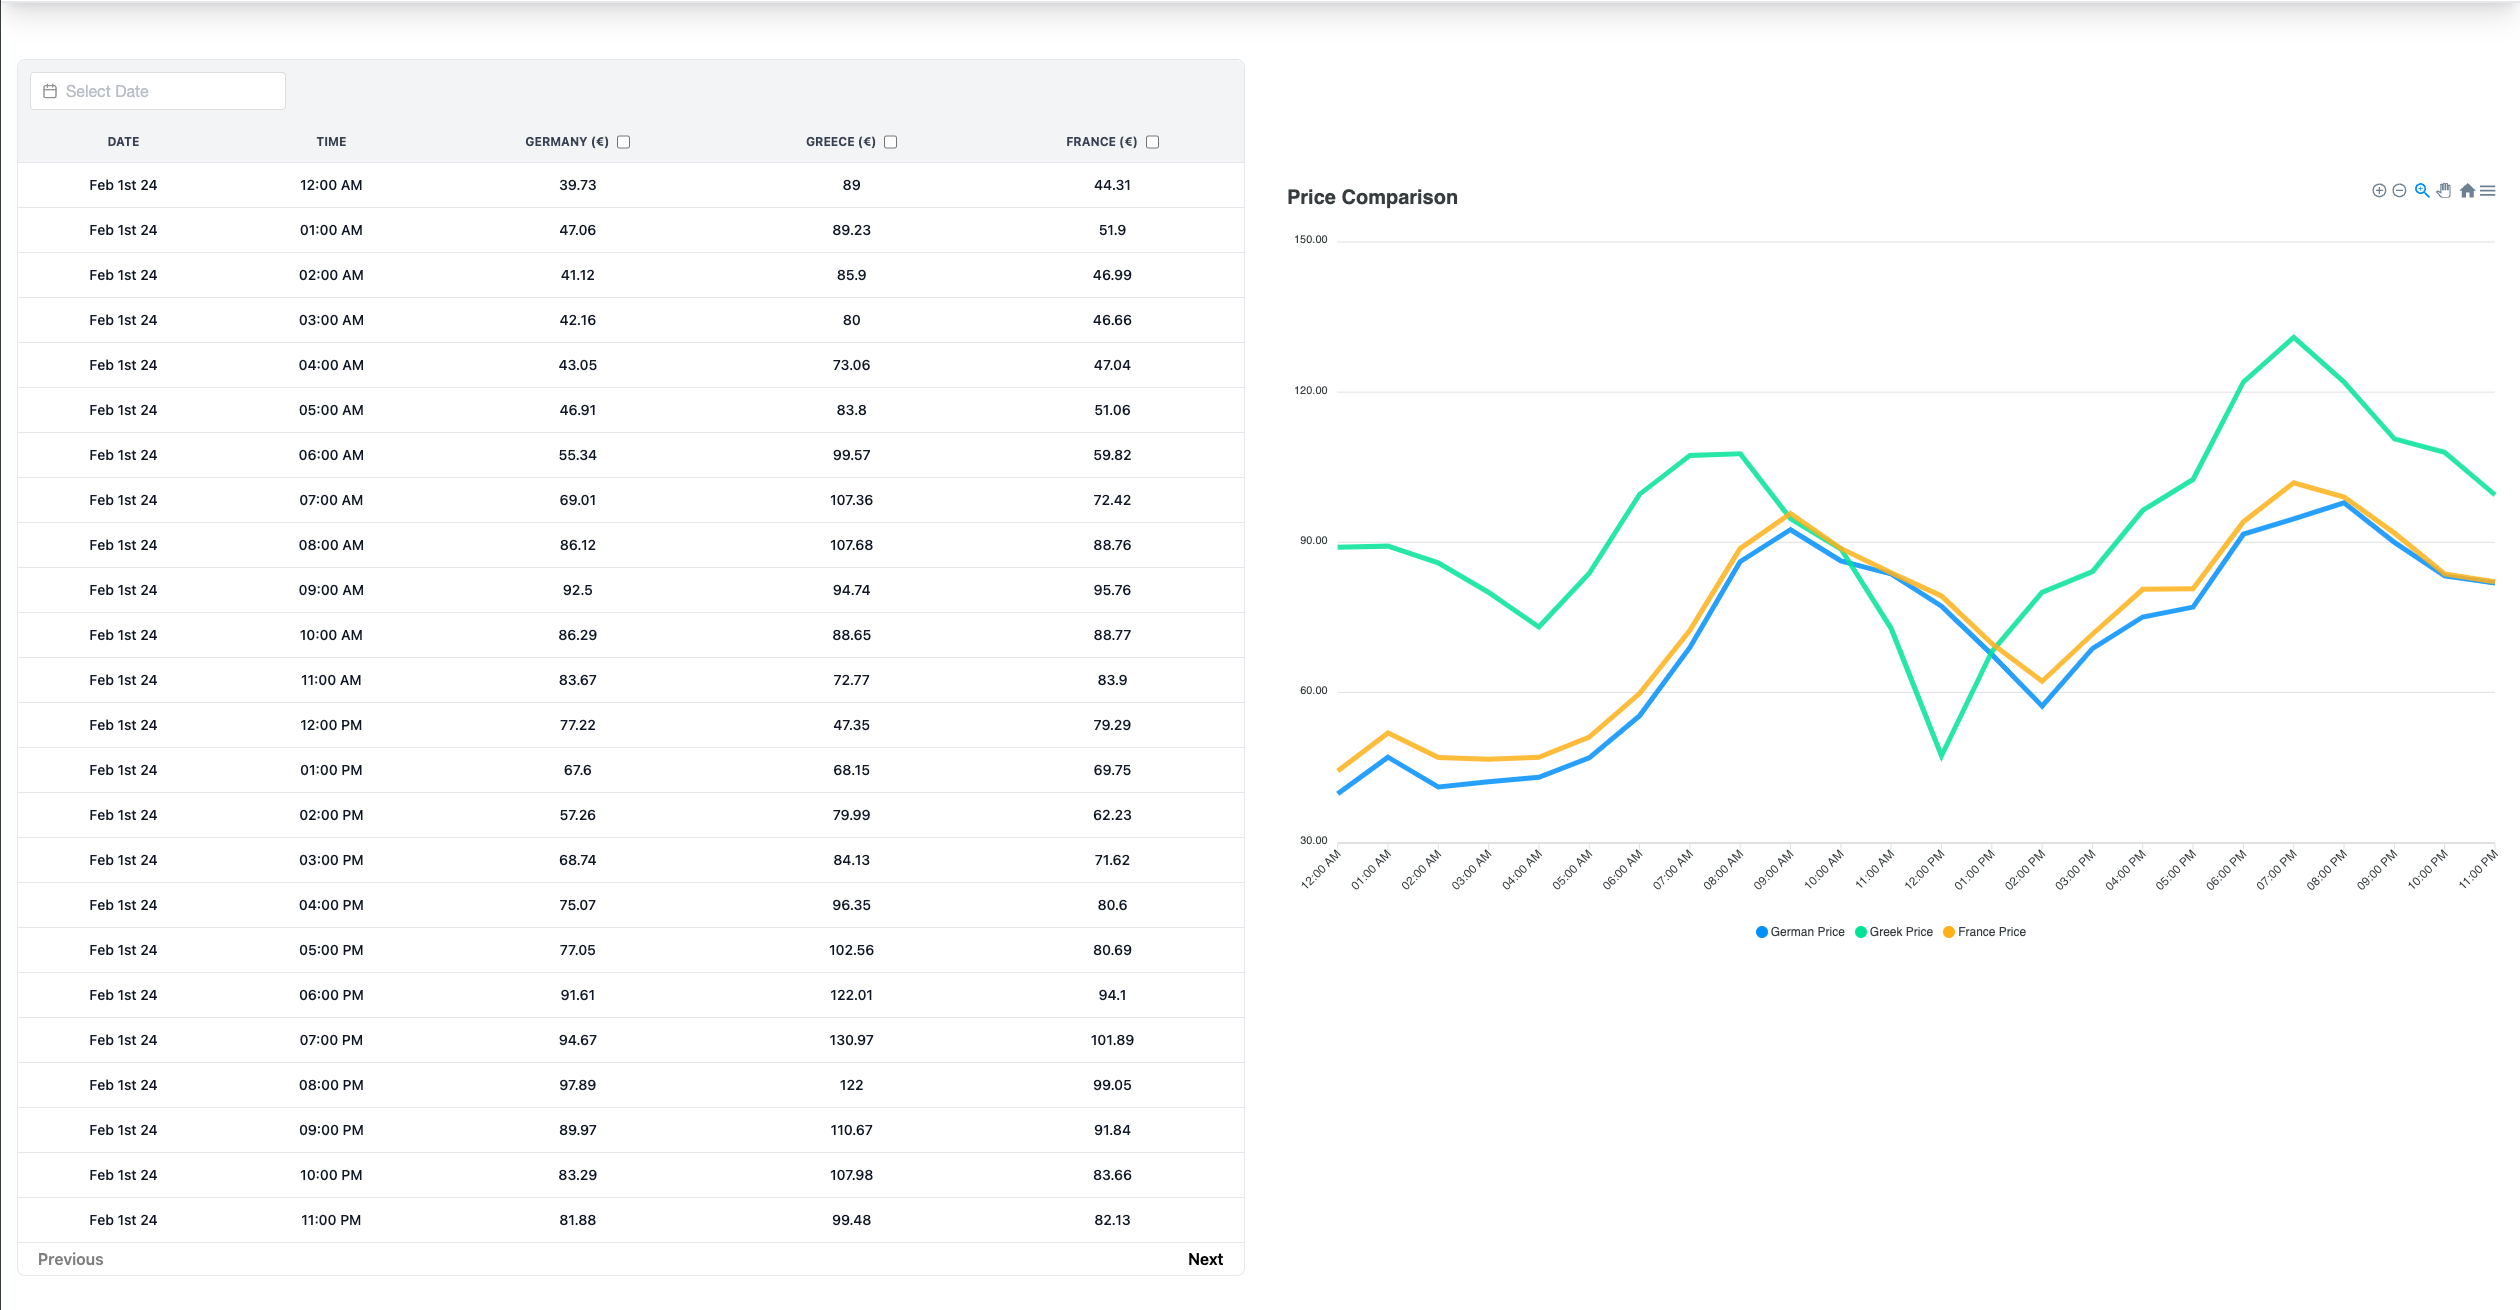 Select Date
DATE TIME GERMANY (€) GREECE (€) FRANCE (€)
Feb 1st 24 12:00 AM 39.73 89 44.31
Feb 1st 24 01:00 AM 47.06 89.23 51.9
Feb 1st 24 02:00 AM 41.12 85.9 46.99
Feb 1st 24 03:00 AM 42.16 80 46.66
Feb 1st 24 04:00 AM 43.05 73.06 47.04
Feb 1st 24 05:00 AM 46.91 83.8 51.06
Feb 1st 24 06:00 AM 55.34 99.57 59.82
Feb 1st 24 07:00 AM 69.01 107.36 72.42
Feb 1st 24 08:00 AM 86.12 107.68 88.76
Feb 1st 24 09:00 AM 92.5 94.74 95.76
Feb 1st 24 10:00 AM 86.29 88.65 88.77
Feb 1st 24 11:00 AM 83.67 72.77 83.9
Feb 1st 24 12:00 PM 77.22 47.35 79.29
Feb 1st 24 01:00 PM 67.6 68.15 69.75
Feb 1st 24 02:00 PM 57.26 79.99 62.23
Feb 1st 24 03:00 PM 68.74 84.13 71.62
Feb 1st 24 04:00 PM 75.07 96.35 80.6
Feb 1st 24 05:00 PM 77.05 102.56 80.69
Feb 1st 24 06:00 PM 91.61 122.01 94.1
Feb 1st 24 07:00 PM 94.67 130.97 101.89
Feb 1st 24 08:00 PM 97.89 122 99.05
Feb 1st 24 09:00 PM 89.97 110.67 91.84
Feb 1st 24 10:00 PM 83.29 107.98 83.66
Feb 1st 24 11:00 PM 81.88 99.48 82.13
Previous Next
Price Comparison
150.00
120.00
90.00
60.00
30.00
12:00 AM 01:00 AM 02:00 AM 03:00 AM 04:00 AM 05:00 AM 06:00 AM 07:00 AM 08:00 AM 09:00 AM 10:00 AM 11:00 AM 12:00 PM 01:00 PM 02:00 PM 03:00 PM 04:00 PM 05:00 PM 06:00 PM 07:00 PM 08:00 PM 09:00 PM 10:00 PM 11:00 PM
German Price Greek Price France Price